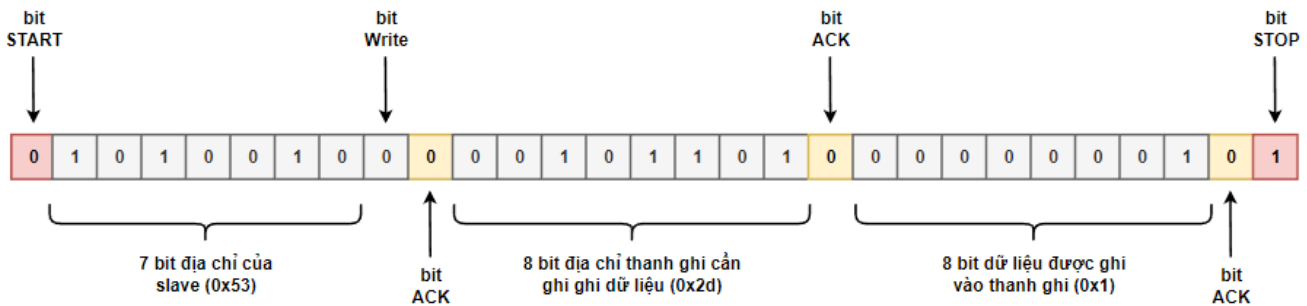 bit
START
bit
Write
bit
ACK
bit
STOP
0 1 0 1 0 0 1 0 0 0 0 0 1 0 1 1 0 1 0 0 0 0 0 0 0 0 1 0 1
7 bit địa chỉ của
slave (0x53)
bit
ACK
8 bit địa chỉ thanh ghi cần
ghi ghi dữ liệu (0x2d)
8 bit dữ liệu được ghi
vào thanh ghi (0x1)
bit
ACK